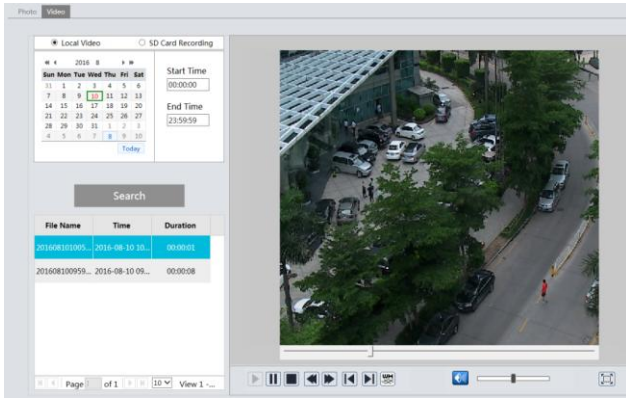 Photo Video
Local Video SD Card Recording
2016 8
Sun Mon Tue Wed Thu Fri Sat
31 1 2 3 4 5 6
7 8 9 10 11 12 13
14 15 16 17 18 19 20
21 22 23 24 25 26 27
28 29 30 31 1 2 3
4 5 6 7 8 9 10
Today
Start Time
00:00:00
End Time
23:59:59
Search
File Name Time Duration
201608101005... 2016-08-10 10... 00:00:01
201608100959... 2016-08-10 09... 00:00:08
Page of 1 10 View 1 -...